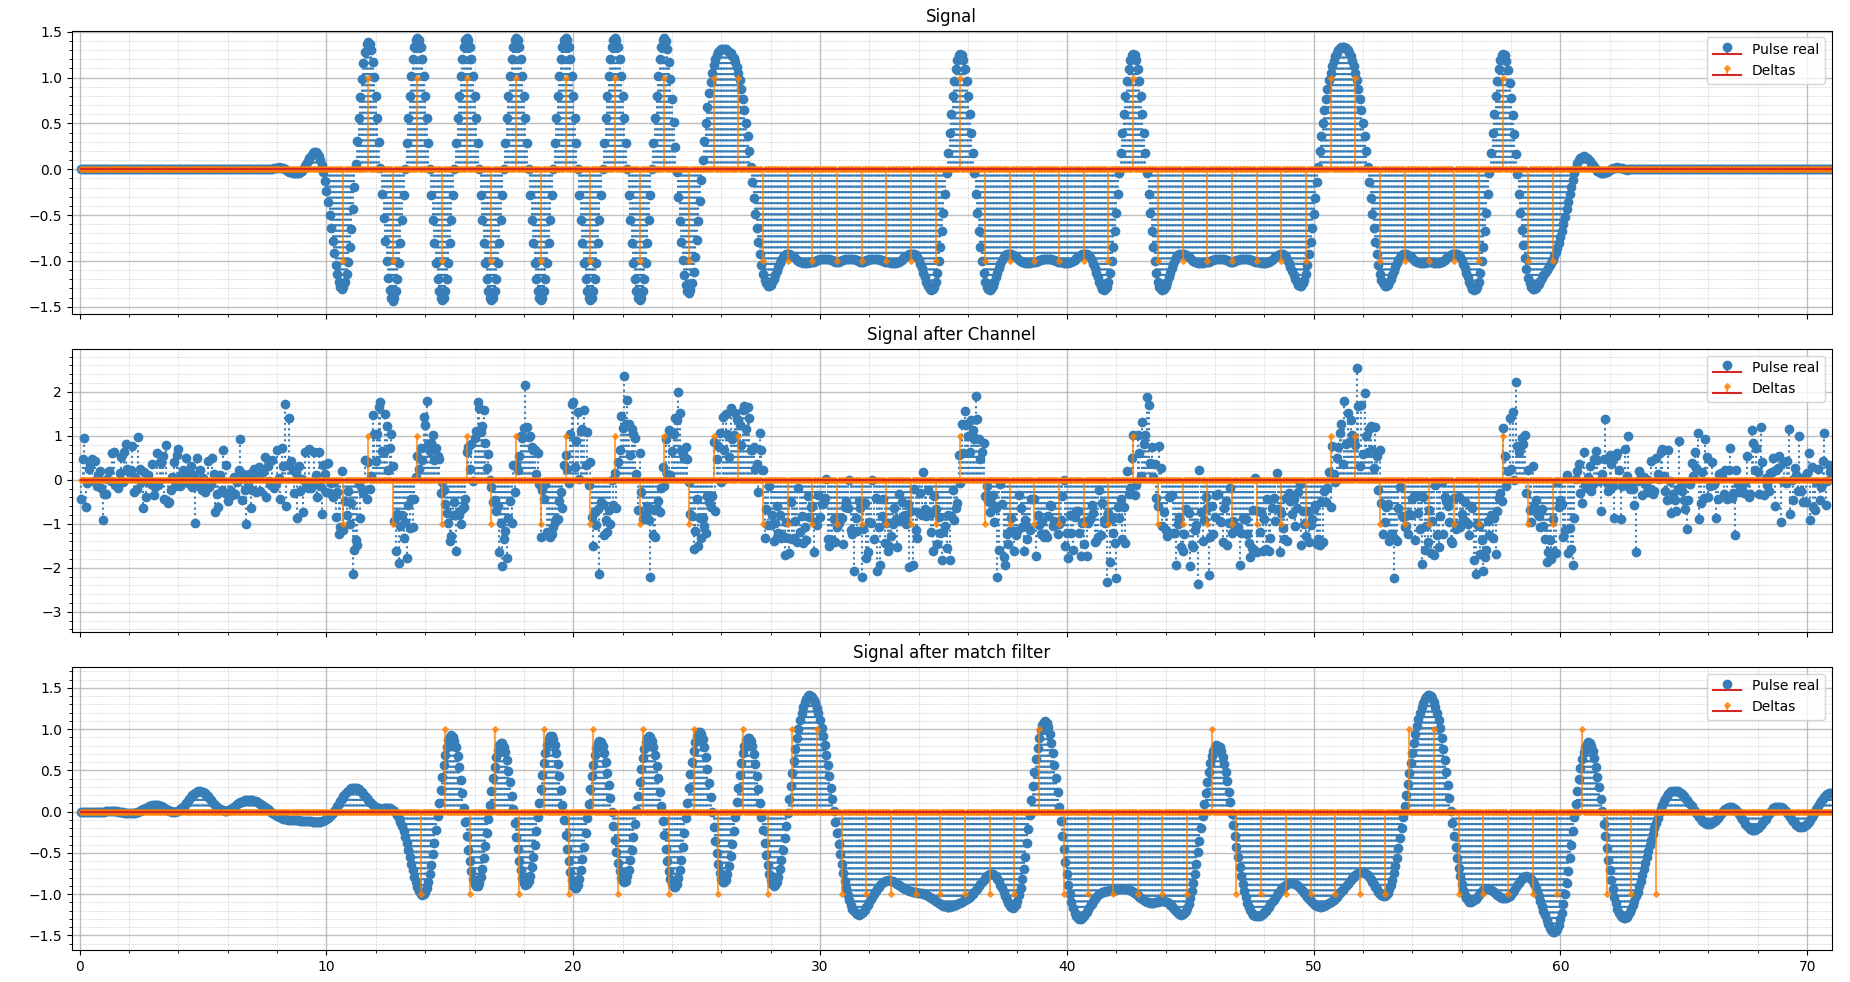 Signal
1.5
1.0
0.5
0.0
−0.5
−1.0
−1.5
Pulse real
Deltas
Signal after Channel
2
1
0
−1
−2
−3
Pulse real
Deltas
Signal after match filter
1.5
1.0
0.5
0.0
−0.5
−1.0
−1.5
Pulse real
Deltas
0 10 20 30 40 50 60 70